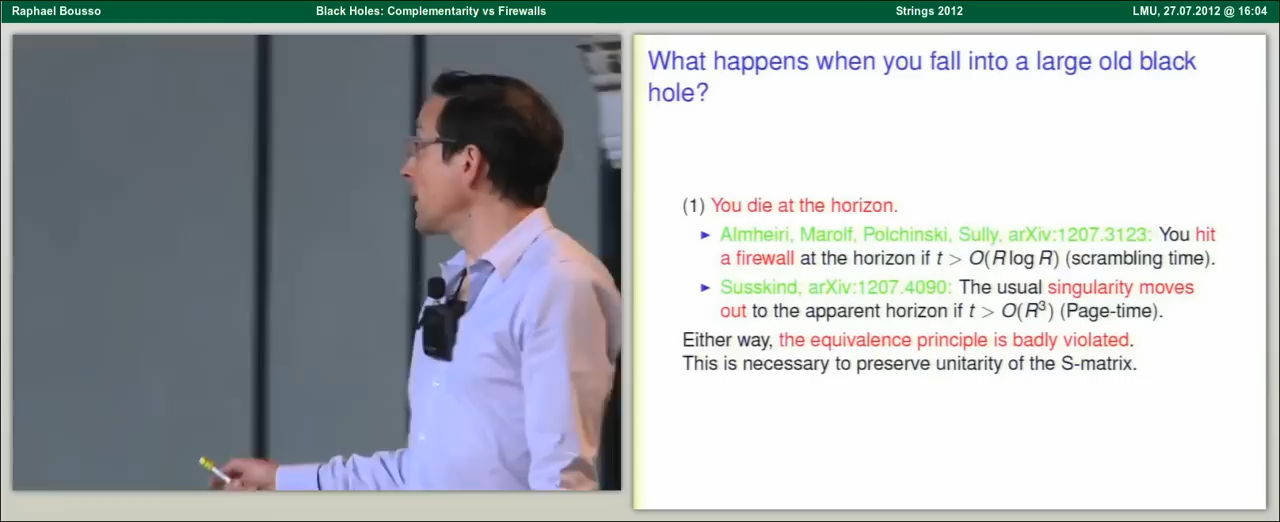 Raphael Bousso
Black Holes: Complementarity vs Firewalls
Strings 2012
LMU, 27.07.2012 @ 16:04
What happens when you fall into a large old black
hole?
(1) You die at the horizon.
► Almheiri, Marolf, Polchinski, Sully, arXiv:1207.3123: You hit
a firewall at the horizon if t > O(R log R) (scrambling time).
► Susskind, arXiv:1207.4090: The usual singularity moves
out to the apparent horizon if t > O(R³) (Page-time).
Either way, the equivalence principle is badly violated.
This is necessary to preserve unitarity of the S-matrix.